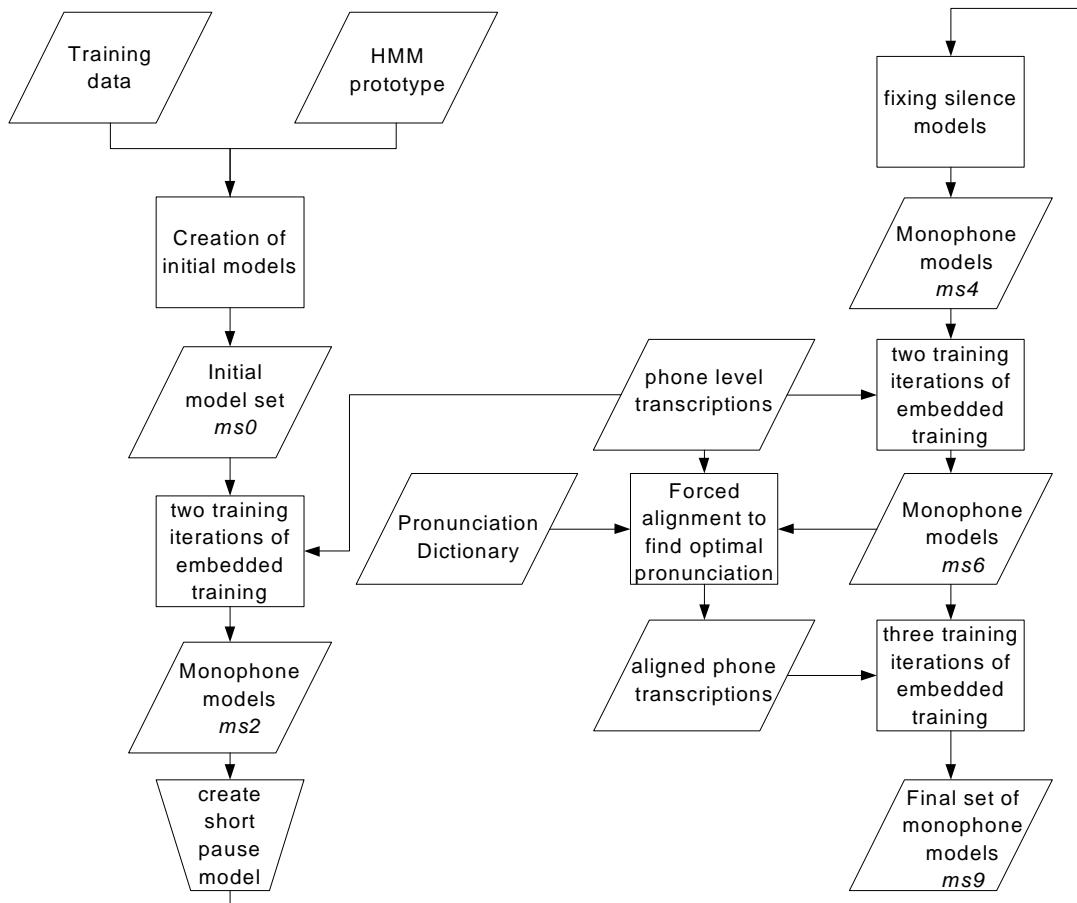 Training
data
HMM
prototype
Creation of
initial models
Initial
model set
ms0
two training
iterations of
embedded
training
Monophone
models
ms2
create
short
pause
model
phone level
transcriptions
Pronunciation
Dictionary
Forced
alignment to
find optimal
pronunciation
aligned phone
transcriptions
fixing silence
models
Monophone
models
ms4
two training
iterations of
embedded
training
Monophone
models
ms6
three training
iterations of
embedded
training
Final set of
monophone
models
ms9